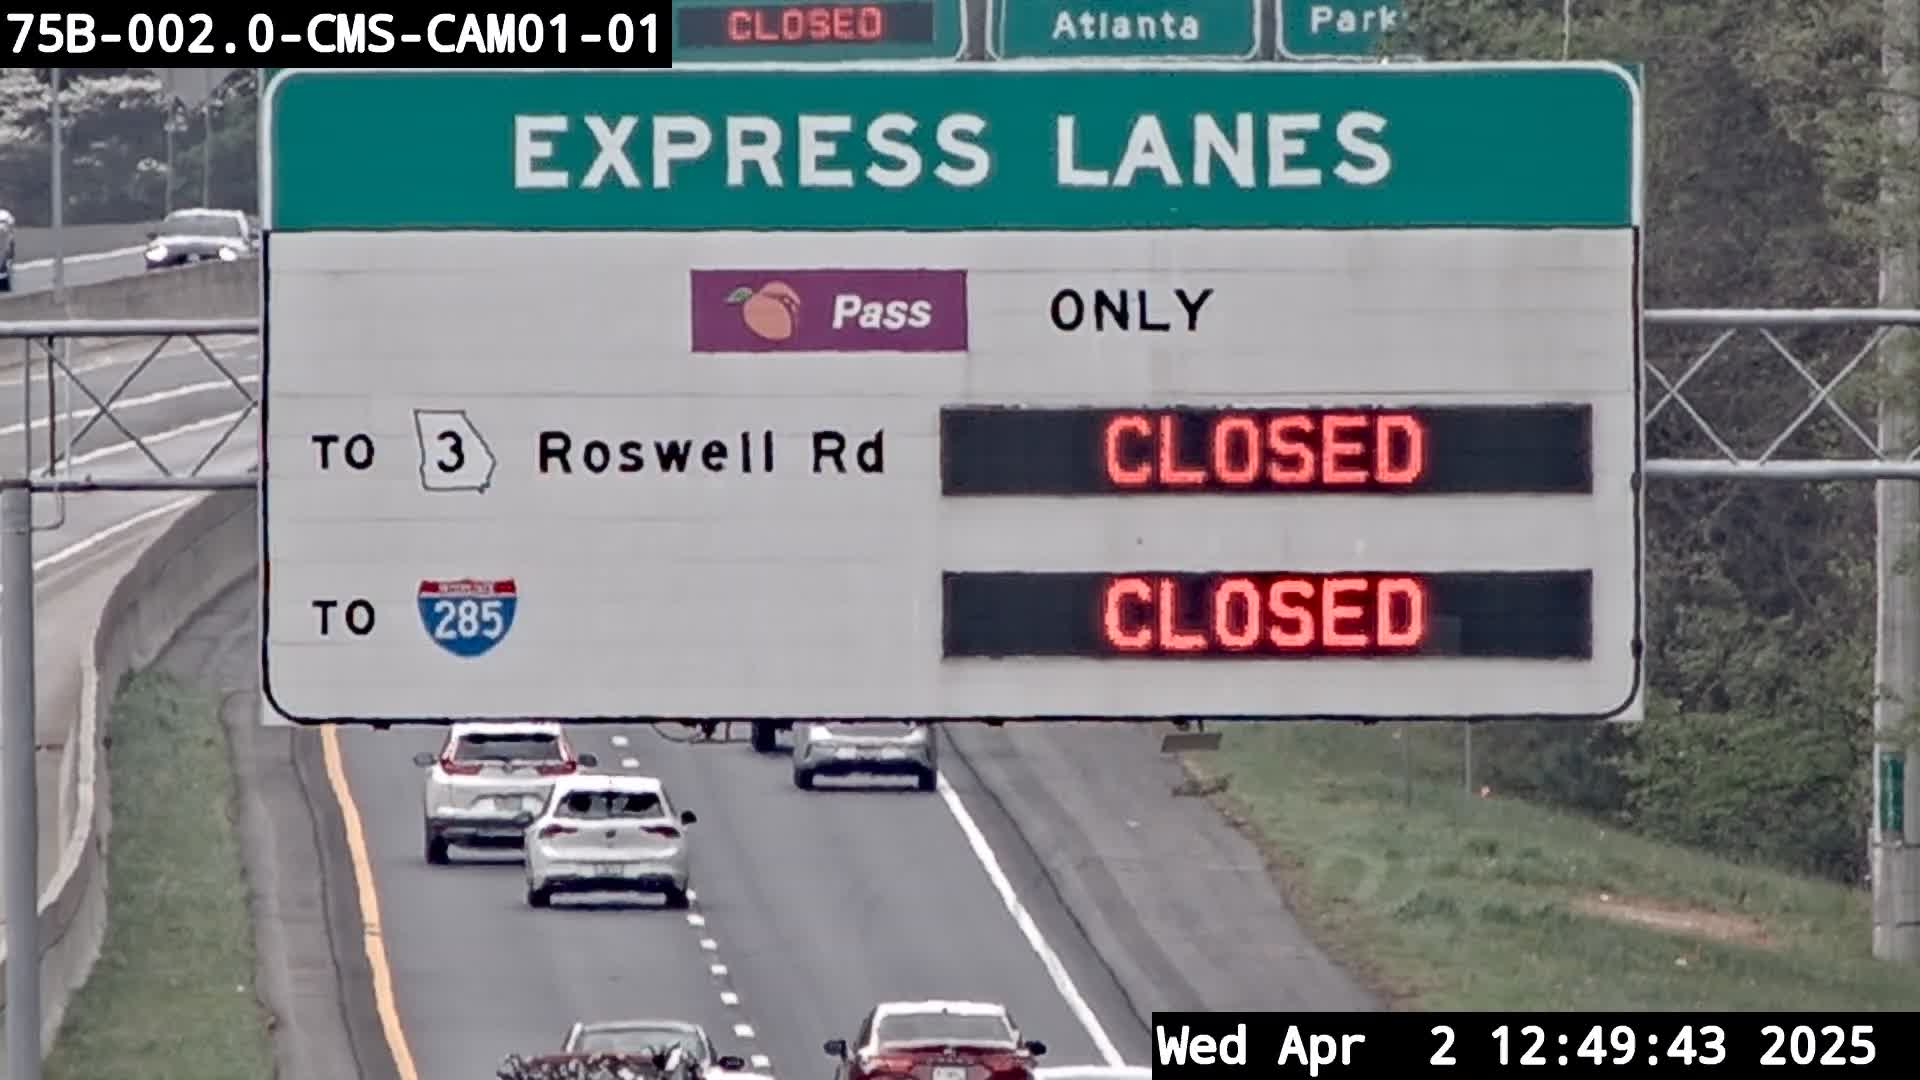 75B-002.0-CMS-CAM01-01
CLOSED
Atlanta
Park
EXPRESS LANES
Pass ONLY
TO 3 Roswell Rd CLOSED
TO INTERSTATE 285 CLOSED
Wed Apr 2 12:49:43 2025